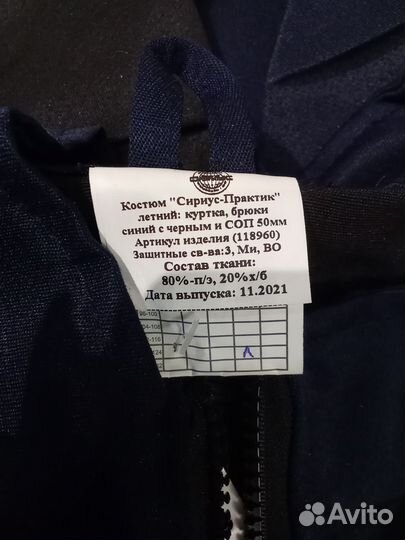 Костюм "Сириус-Практик"
летний: куртка, брюки
синий с черным и СОП 50мм
Артикул изделия (118960)
Защитные св-ва:З, Ми, ВО
Состав ткани:
80%-п/э, 20%х/б
Дата выпуска: 11.2021
Avito